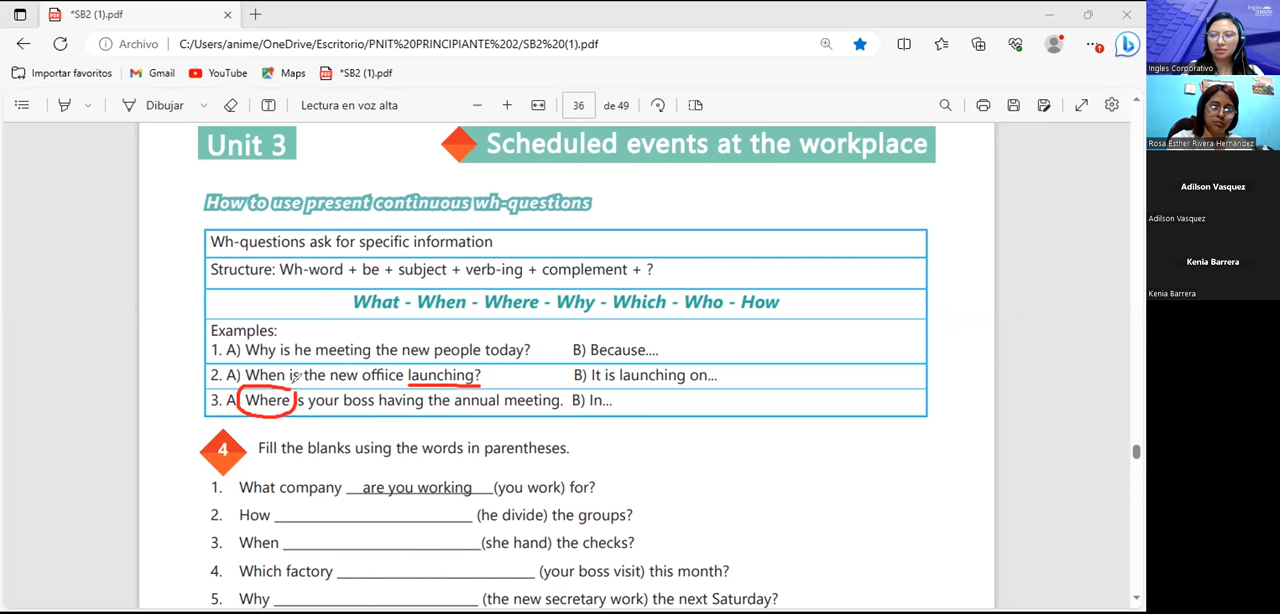 *SB2 (1).pdf
Archivo C:/Users/anime/OneDrive/Escritorio/PNIT%20PRINCIPIANTE%202/SB2%20(1).pdf
Importar favoritos Gmail YouTube Maps *SB2 (1).pdf
Dibujar Lectura en voz alta 36 de 49
Unit 3 Scheduled events at the workplace
How to use present continuous wh-questions
Wh-questions ask for specific information
Structure: Wh-word + be + subject + verb-ing + complement + ?
What - When - Where - Why - Which - Who - How
Examples:
1. A) Why is he meeting the new people today? B) Because....
2. A) When is the new offiice launching? B) It is launching on...
3. A Where is your boss having the annual meeting. B) In...
4 Fill the blanks using the words in parentheses.
1. What company __are you working___(you work) for?
2. How ______________________ (he divide) the groups?
3. When ______________________(she hand) the checks?
4. Which factory ______________________ (your boss visit) this month?
5. Why ______________________ (the new secretary work) the next Saturday?
Ingles Corporativo
Rosa Esther Rivera Hernandez
Adilson Vasquez
Adilson Vasquez
Kenia Barrera
Kenia Barrera